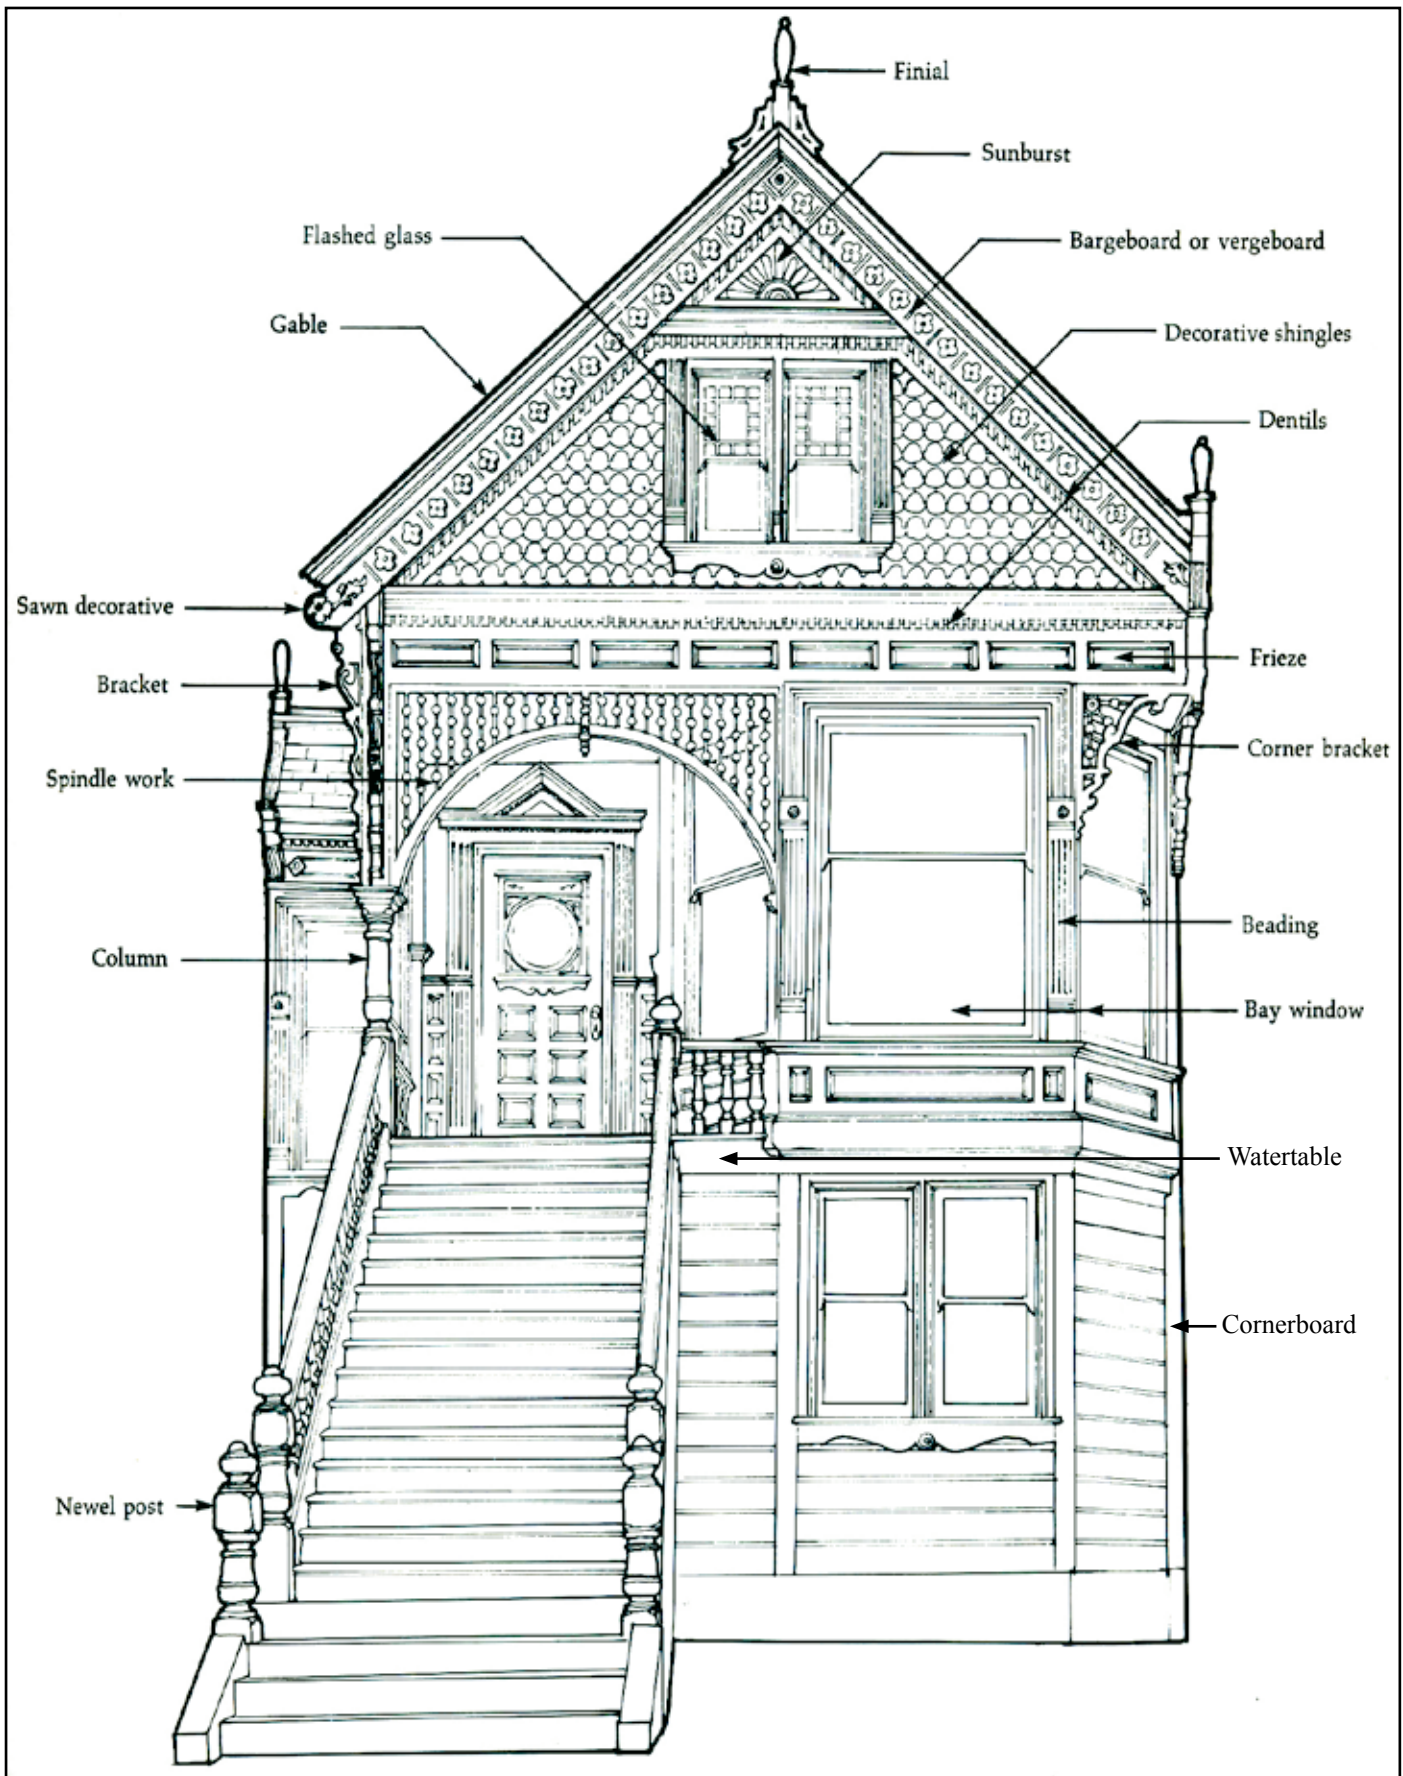 Finial
Sunburst
Flashed glass
Bargeboard or vergeboard
Gable
Decorative shingles
Dentils
Sawn decorative
Frieze
Bracket
Corner bracket
Spindle work
Beading
Column
Bay window
Watertable
Cornerboard
Newel post